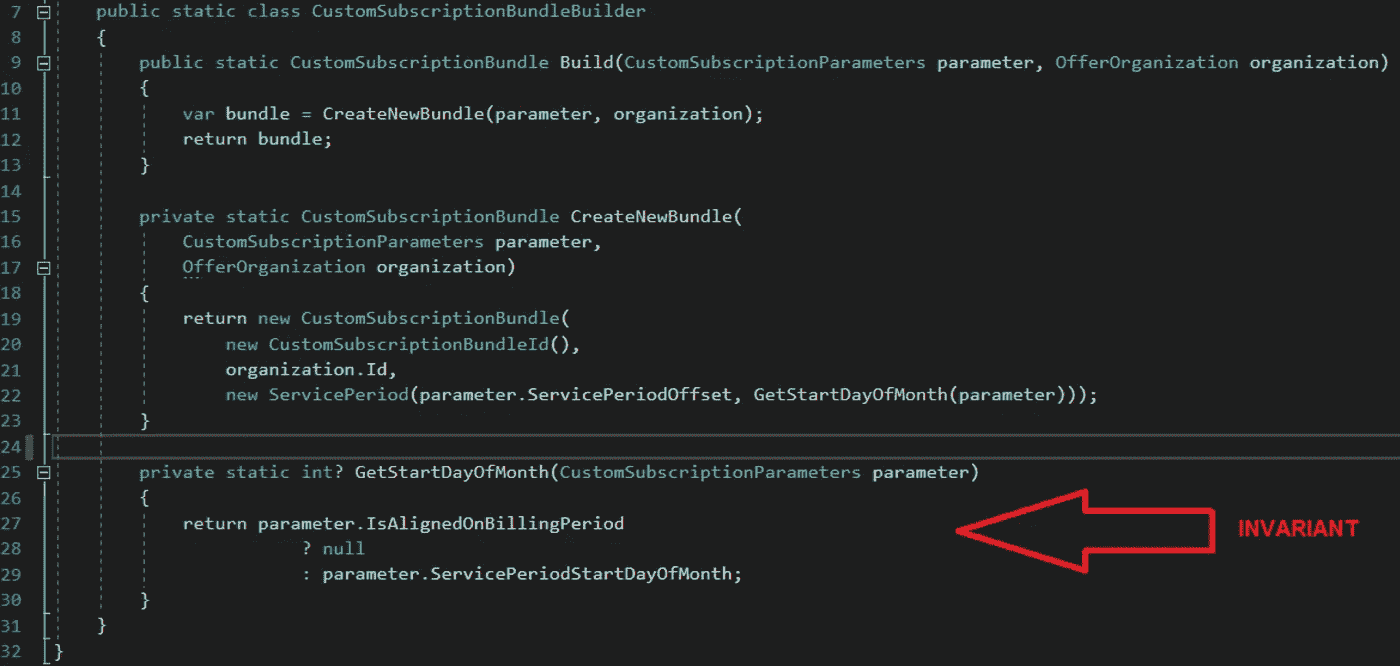 7 public static class CustomSubscriptionBundleBuilder
8 {
9 public static CustomSubscriptionBundle Build(CustomSubscriptionParameters parameter, OfferOrganization organization)
10 {
11 var bundle = CreateNewBundle(parameter, organization);
12 return bundle;
13 }
14
15 private static CustomSubscriptionBundle CreateNewBundle(
16 CustomSubscriptionParameters parameter,
17 OfferOrganization organization)
18 {
19 return new CustomSubscriptionBundle(
20 new CustomSubscriptionBundleId(),
21 organization.Id,
22 new ServicePeriod(parameter.ServicePeriodOffset, GetStartDayOfMonth(parameter)));
23 }
24
25 private static int? GetStartDayOfMonth(CustomSubscriptionParameters parameter)
26 {
27 return parameter.IsAlignedOnBillingPeriod
INVARIANT
28 ? null
29 : parameter.ServicePeriodStartDayOfMonth;
30 }
31 }
32 }